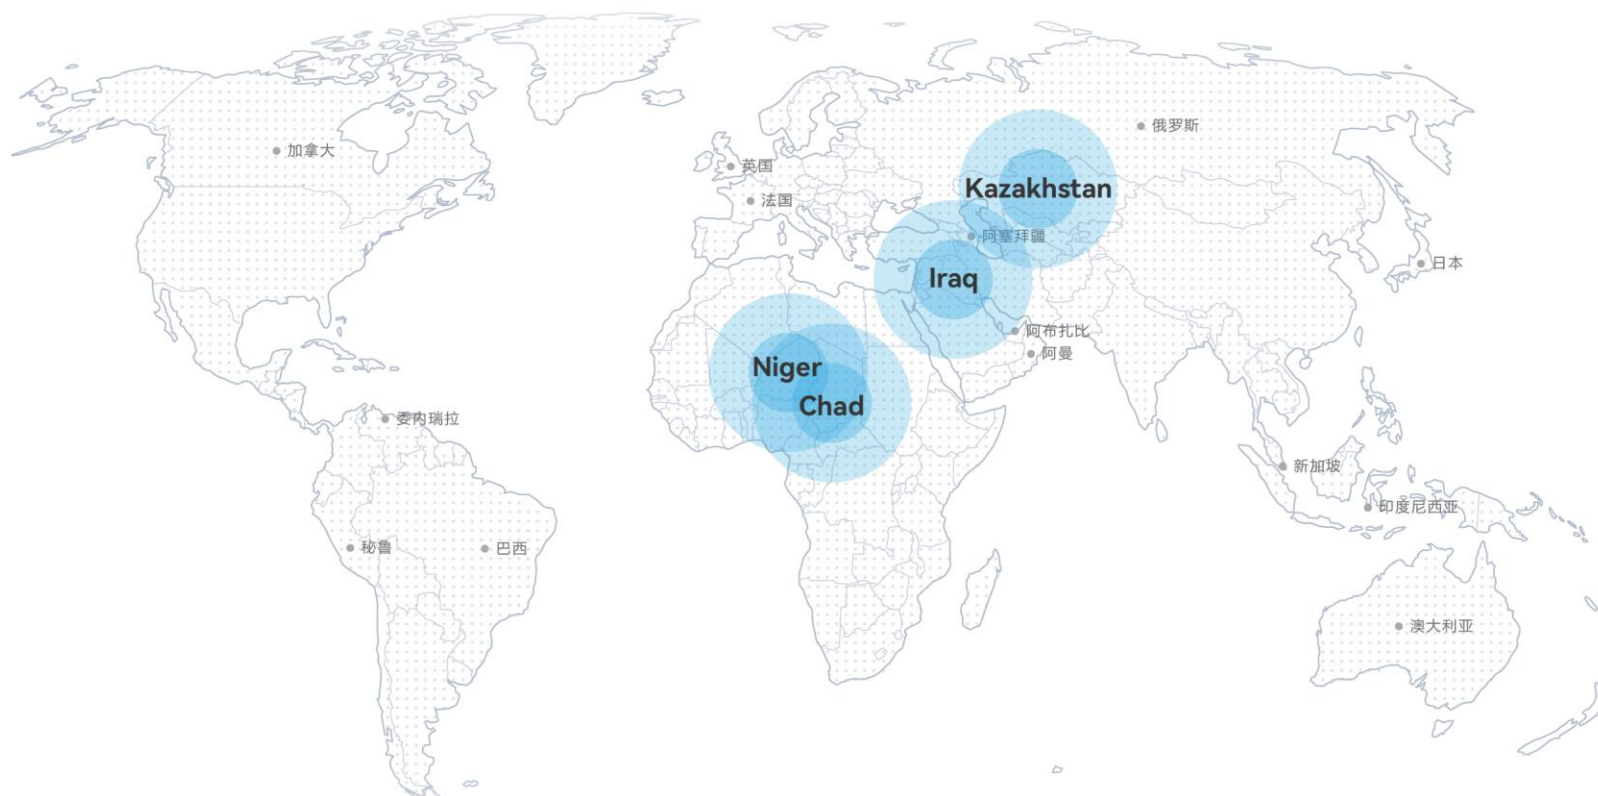 俄罗斯
加拿大
英国
Kazakhstan
法国
阿塞拜疆
日本
Iraq
阿布扎比
阿曼
Niger
Chad
委内瑞拉
新加坡
印度尼西亚
秘鲁
巴西
澳大利亚